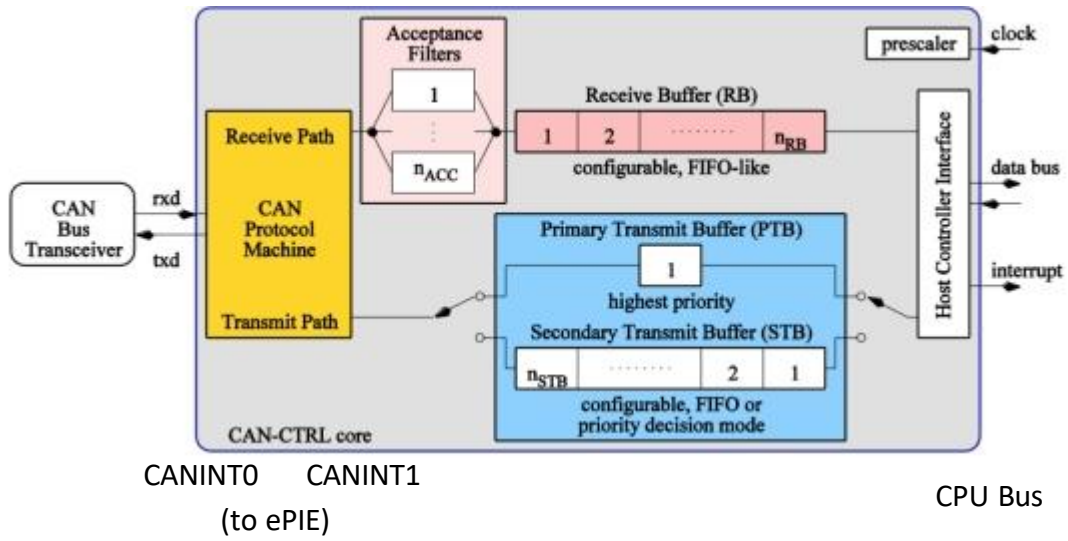 Acceptance
Filters
1
n_ACC
prescaler
clock
Receive Buffer (RB)
1 2 ........ n_RB
configurable, FIFO-like
Receive Path
CAN
Protocol
Machine
Transmit Path
CAN
Bus
Transceiver
rxd
txd
Primary Transmit Buffer (PTB)
1
highest priority
Secondary Transmit Buffer (STB)
n_STB ........ 2 1
configurable, FIFO or
priority decision mode
Host Controller Interface
data bus
interrupt
CAN-CTRL core
CANINT0 CANINT1
(to ePIE)
CPU Bus